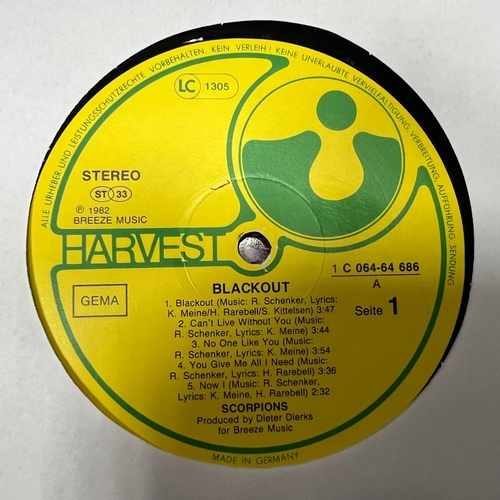 ALLE URHEBER UND LEISTUNGSSCHUTZRECHTE VORBEHALTEN. KEIN VERLEIH! KEINE UNERLAUBTE VERVIELFÄLTIGUNG, VERBREITUNG, AUFFÜHRUNG, SENDUNG
LC 1305
STEREO
ST 33
℗ 1982
BREEZE MUSIC
HARVEST
GEMA
BLACKOUT
1 C 064-64 686
A
Seite 1
1. Blackout (Music: R. Schenker, Lyrics:
K. Meine/H. Rarebell/S. Kittelsen) 3:47
2. Can't Live Without You (Music:
R. Schenker, Lyrics: K. Meine) 3:44
3. No One Like You (Music:
R. Schenker, Lyrics: K. Meine) 3:54
4. You Give Me All I Need (Music:
R. Schenker, Lyrics: H. Rarebell) 3:36
5. Now I (Music: R. Schenker,
Lyrics: K. Meine, H. Rarebell) 2:32
SCORPIONS
Produced by Dieter Dierks
for Breeze Music
MADE IN GERMANY